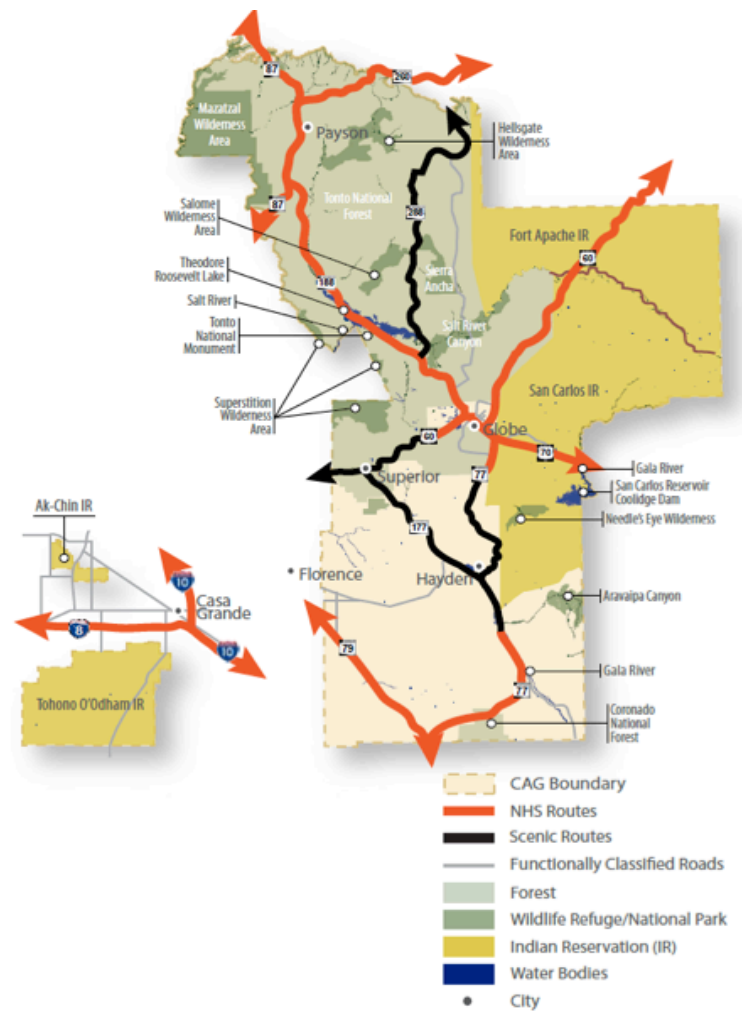 87
260
Mazatzal
Wilderness
Area
Payson
Hellsgate
Wilderness
Area
87
Salome
Wilderness
Area
Tonto National
Forest
288
Fort Apache IR
60
Theodore
Roosevelt Lake
188
Sierra
Ancha
Salt River
Tonto
National
Monument
Salt River
Canyon
San Carlos IR
Superstition
Wilderness
Area
60
Globe
70
Gala River
Superior
77
San Carlos Reservoir
Coolidge Dam
Ak-Chin IR
177
Needle's Eye Wilderness
10
Florence
Hayden
Casa
Grande
Aravaipa Canyon
8
10
79
Gala River
77
Tohono O'Odham IR
Coronado
National
Forest
CAG Boundary
NHS Routes
Scenic Routes
Functionally Classified Roads
Forest
Wildlife Refuge/National Park
Indian Reservation (IR)
Water Bodies
City